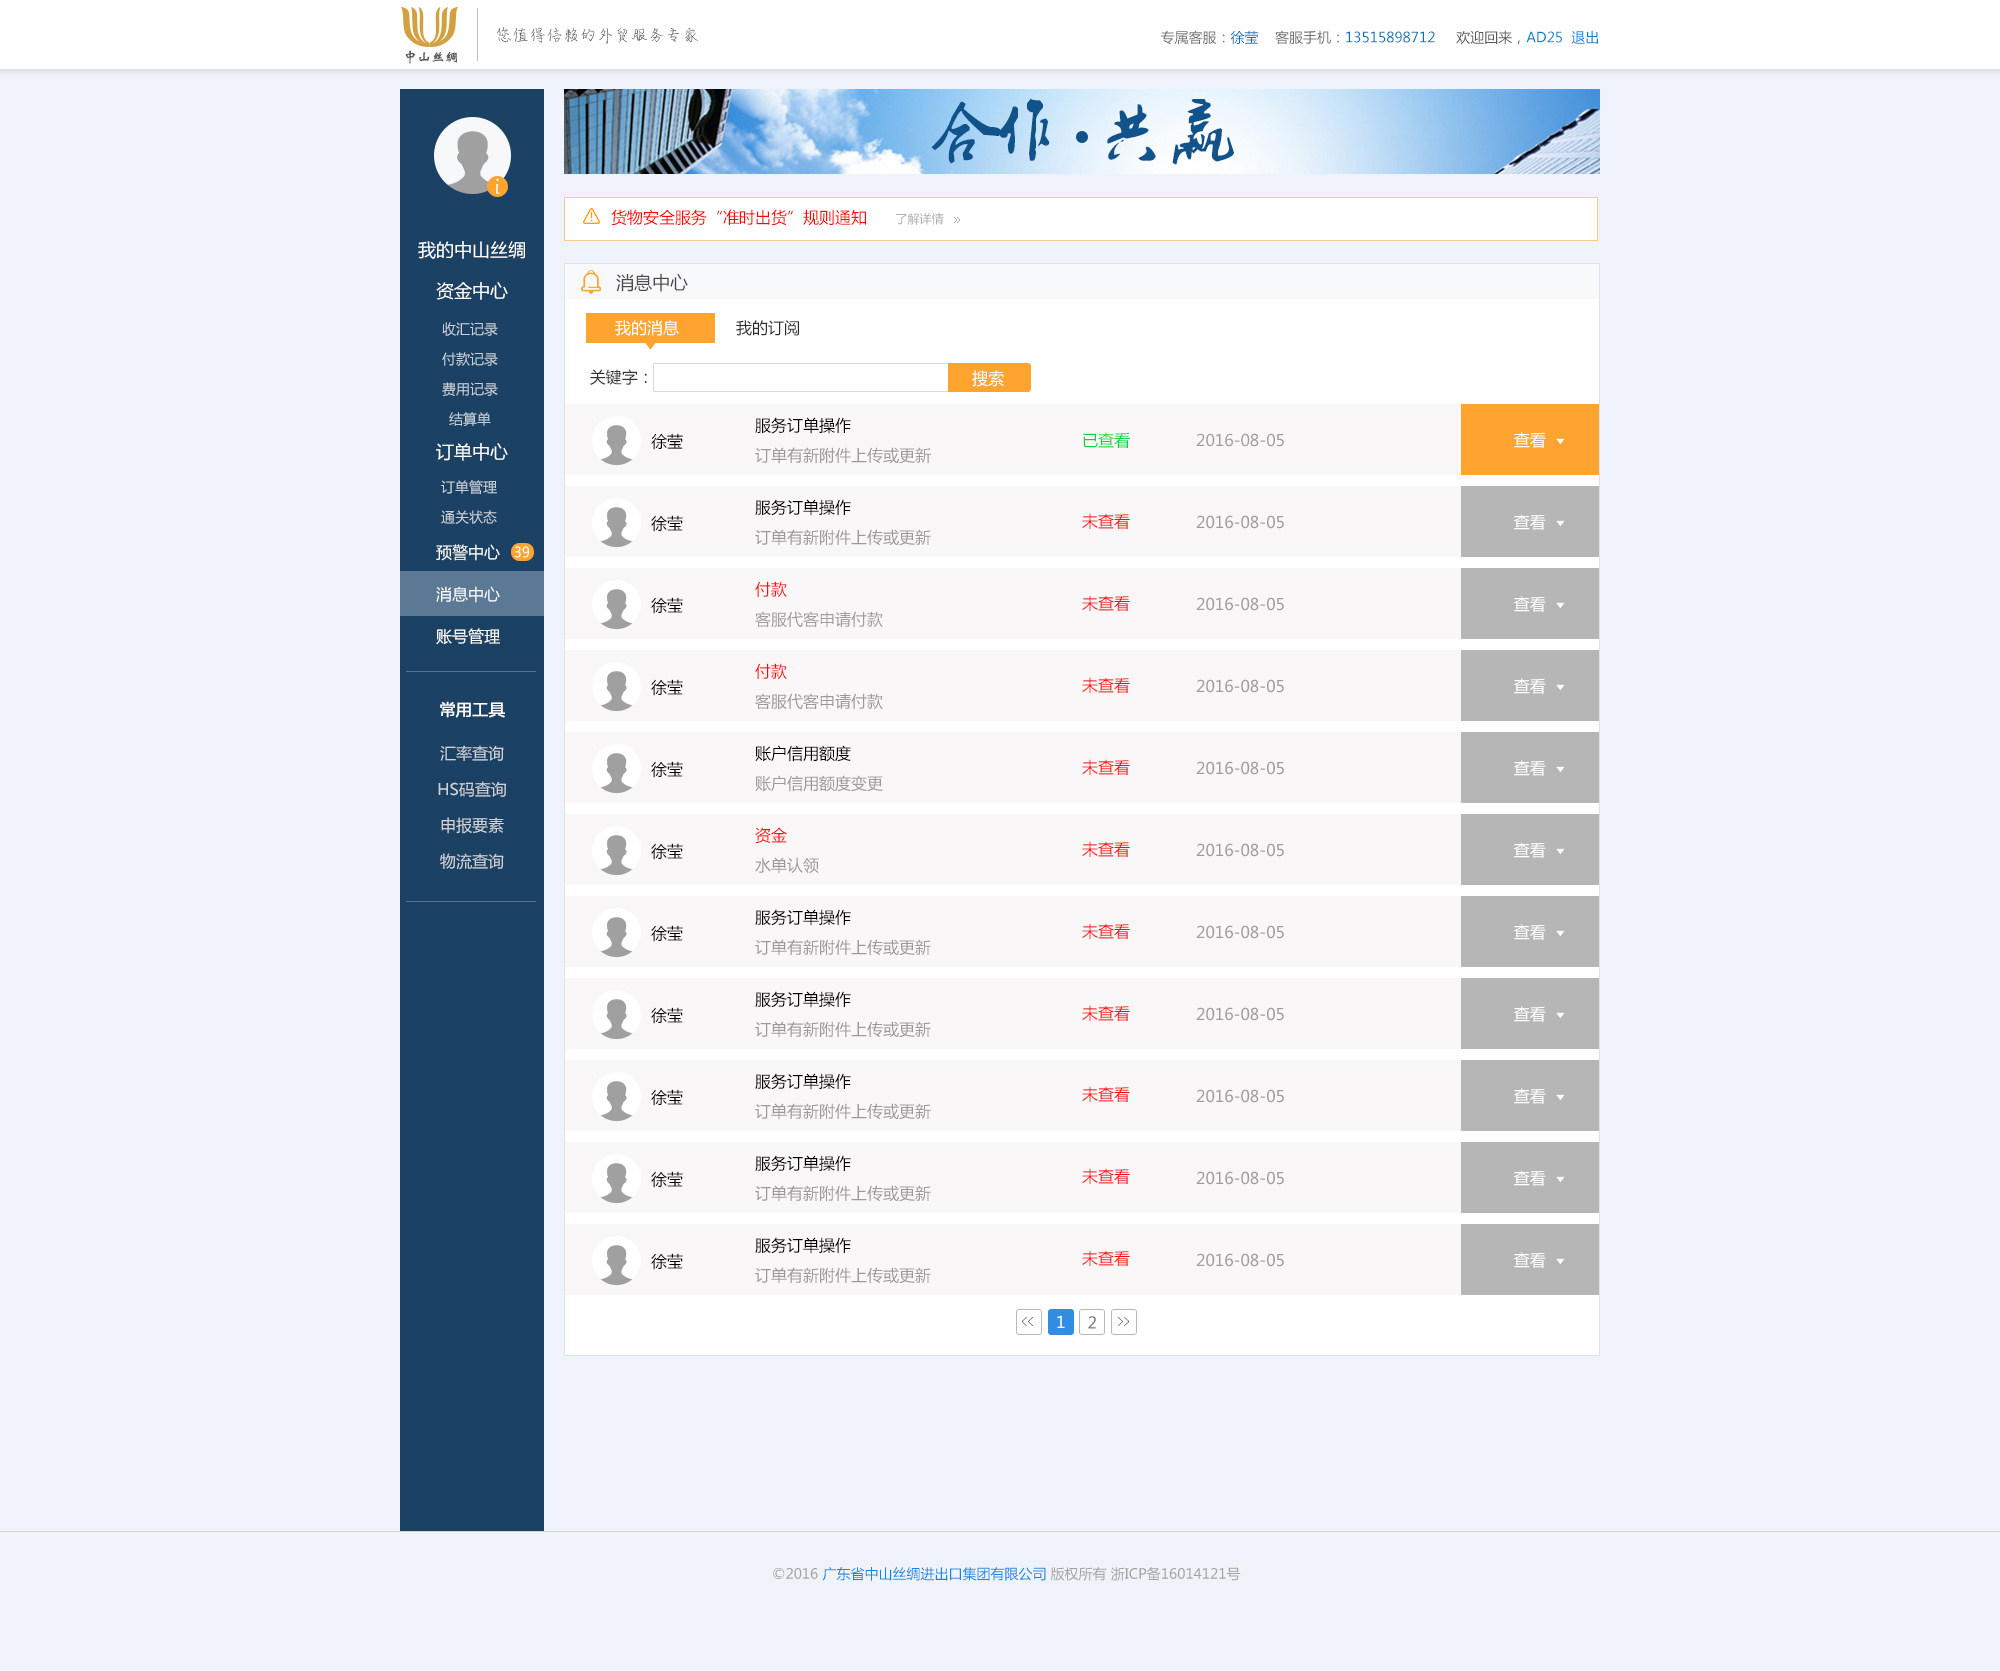 中山丝绸
您值得信赖的外贸服务专家
专属客服：徐莹 客服手机：13515898712 欢迎回来，AD25 退出
合作·共赢
i
我的中山丝绸
资金中心
收汇记录
付款记录
费用记录
结算单
订单中心
订单管理
通关状态
预警中心 39
消息中心
账号管理
常用工具
汇率查询
HS码查询
申报要素
物流查询
货物安全服务“准时出货”规则通知 了解详情 »
消息中心
我的消息 我的订阅
关键字： 搜索
徐莹 服务订单操作 已查看 2016-08-05 查看
订单有新附件上传或更新
徐莹 服务订单操作 未查看 2016-08-05 查看
订单有新附件上传或更新
徐莹 付款 未查看 2016-08-05 查看
客服代客申请付款
徐莹 付款 未查看 2016-08-05 查看
客服代客申请付款
徐莹 账户信用额度 未查看 2016-08-05 查看
账户信用额度变更
徐莹 资金 未查看 2016-08-05 查看
水单认领
徐莹 服务订单操作 未查看 2016-08-05 查看
订单有新附件上传或更新
徐莹 服务订单操作 未查看 2016-08-05 查看
订单有新附件上传或更新
徐莹 服务订单操作 未查看 2016-08-05 查看
订单有新附件上传或更新
徐莹 服务订单操作 未查看 2016-08-05 查看
订单有新附件上传或更新
徐莹 服务订单操作 未查看 2016-08-05 查看
订单有新附件上传或更新
<< 1 2 >>
©2016 广东省中山丝绸进出口集团有限公司 版权所有 浙ICP备16014121号